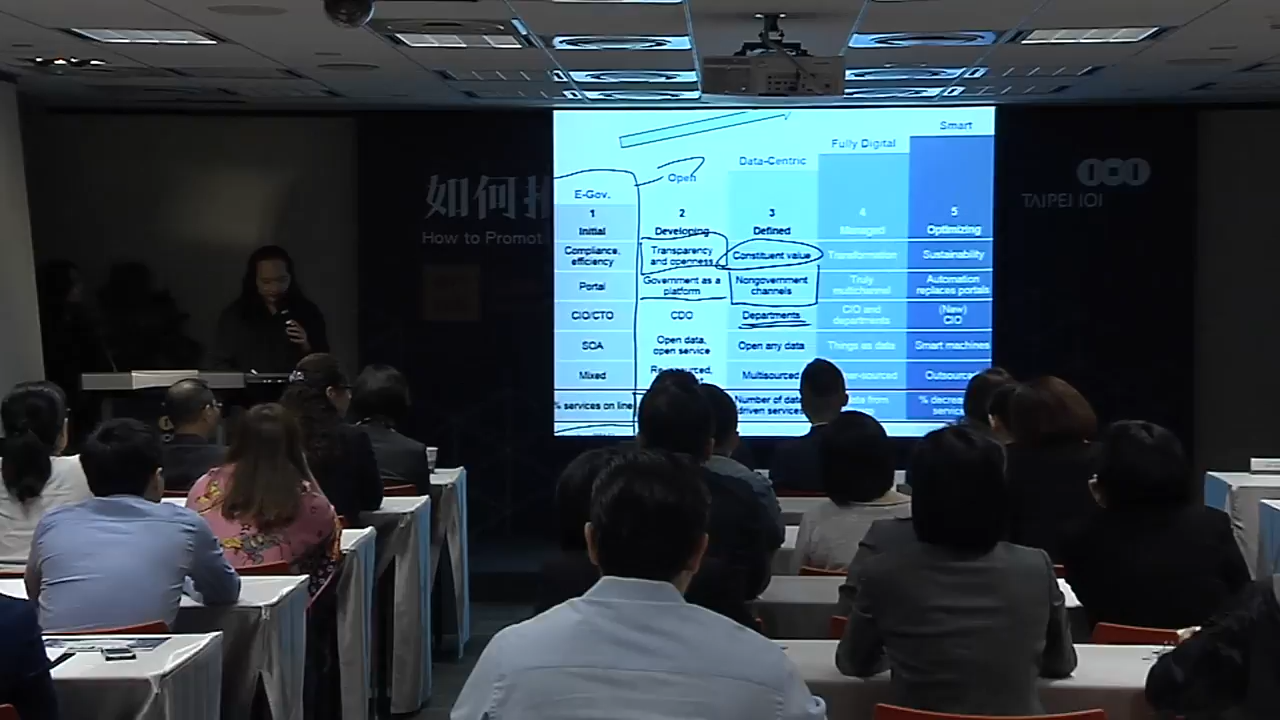 如何
How to Promot
TAIPEI 101
Smart
Fully Digital
Data-Centric
Open
E-Gov.
1 2 3 4 5
Initial Developing Defined Managed Optimizing
Compliance, efficiency Transparency and openness Constituent value Transformation Sustainability
Portal Government as a platform Nongovernment channels Truly multichannel Automation replaces portals
CIO/CTO CDO Departments CIO and departments (New) CIO
SOA Open data, open service Open any data Things as data Smart machines
Mixed Multisourced
% services on line Number of data driven services